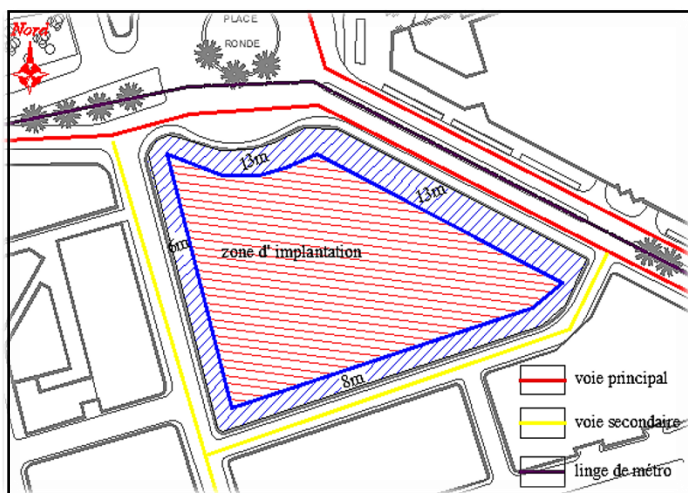 PLACE
RONDE
Nord
13m
13m
6m
zone d' implantation
8m
voie principal
voie secondaire
linge de métro